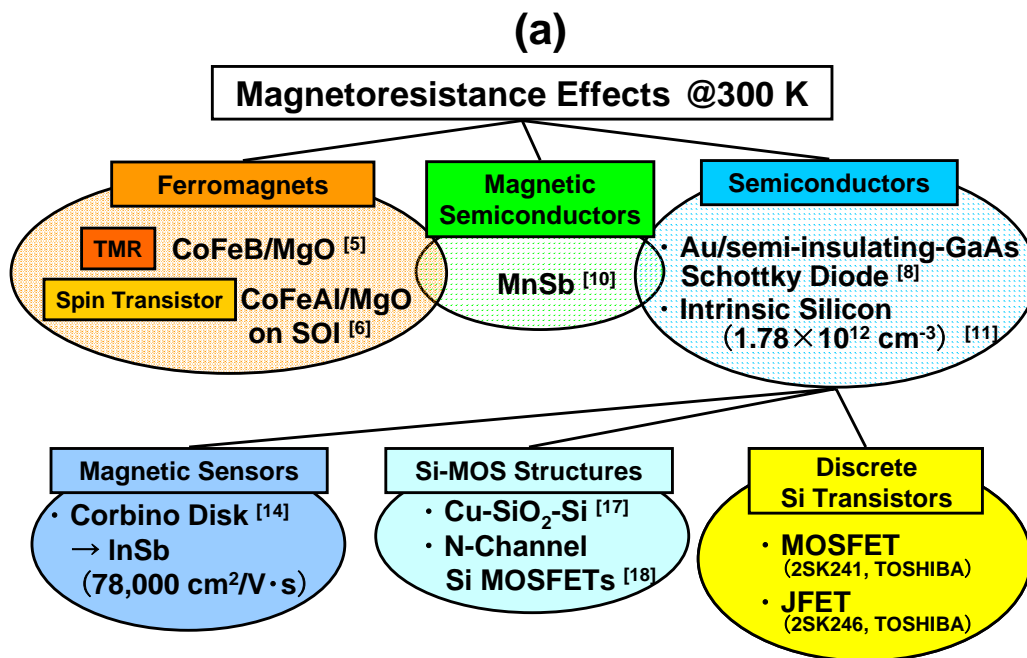 (a)
Magnetoresistance Effects @300 K
Ferromagnets
TMR CoFeB/MgO [5]
Spin Transistor CoFeAl/MgO
on SOI [6]
Magnetic
Semiconductors
MnSb [10]
Semiconductors
・Au/semi-insulating-GaAs
Schottky Diode [8]
・Intrinsic Silicon
（1.78×10¹² cm⁻³） [11]
Magnetic Sensors
・Corbino Disk [14]
→ InSb
（78,000 cm²/V·s）
Si-MOS Structures
・Cu-SiO₂-Si [17]
・N-Channel
Si MOSFETs [18]
Discrete
Si Transistors
・MOSFET
（2SK241, TOSHIBA）
・JFET
（2SK246, TOSHIBA）